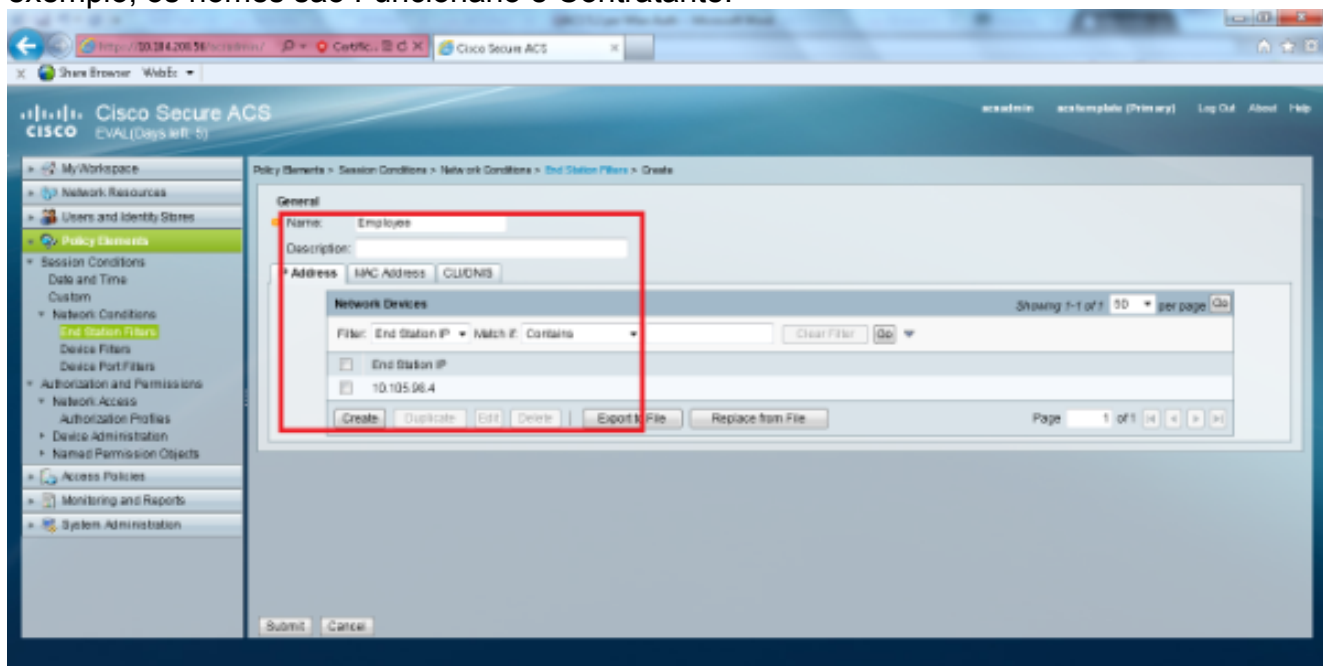 exemplo, os nomes são Funcionário e Contratante.
Certific...
Cisco Secure ACS
Share Browser WebEx
Cisco Secure ACS
CISCO EVAL(Days left: 5)
acsadmin acstemplate (Primary) Log Out About Help
My Workspace
Network Resources
Users and Identity Stores
Policy Elements
Session Conditions
Date and Time
Custom
Network Conditions
End Station Filters
Device Filters
Device Port Filters
Authorization and Permissions
Network Access
Authorization Profiles
Device Administration
Named Permission Objects
Access Policies
Monitoring and Reports
System Administration
Policy Elements > Session Conditions > Network Conditions > End Station Filters > Create
General
Name: Employee
Description:
Address MAC Address CLI/DNIS
Network Devices Showing 1-1 of 1 50 per page Go
Filter: End Station IP Match if: Contains Clear Filter Go
End Station IP
10.105.98.4
Create Duplicate Edit Delete | Export to File Replace from File Page 1 of 1
Submit Cancel